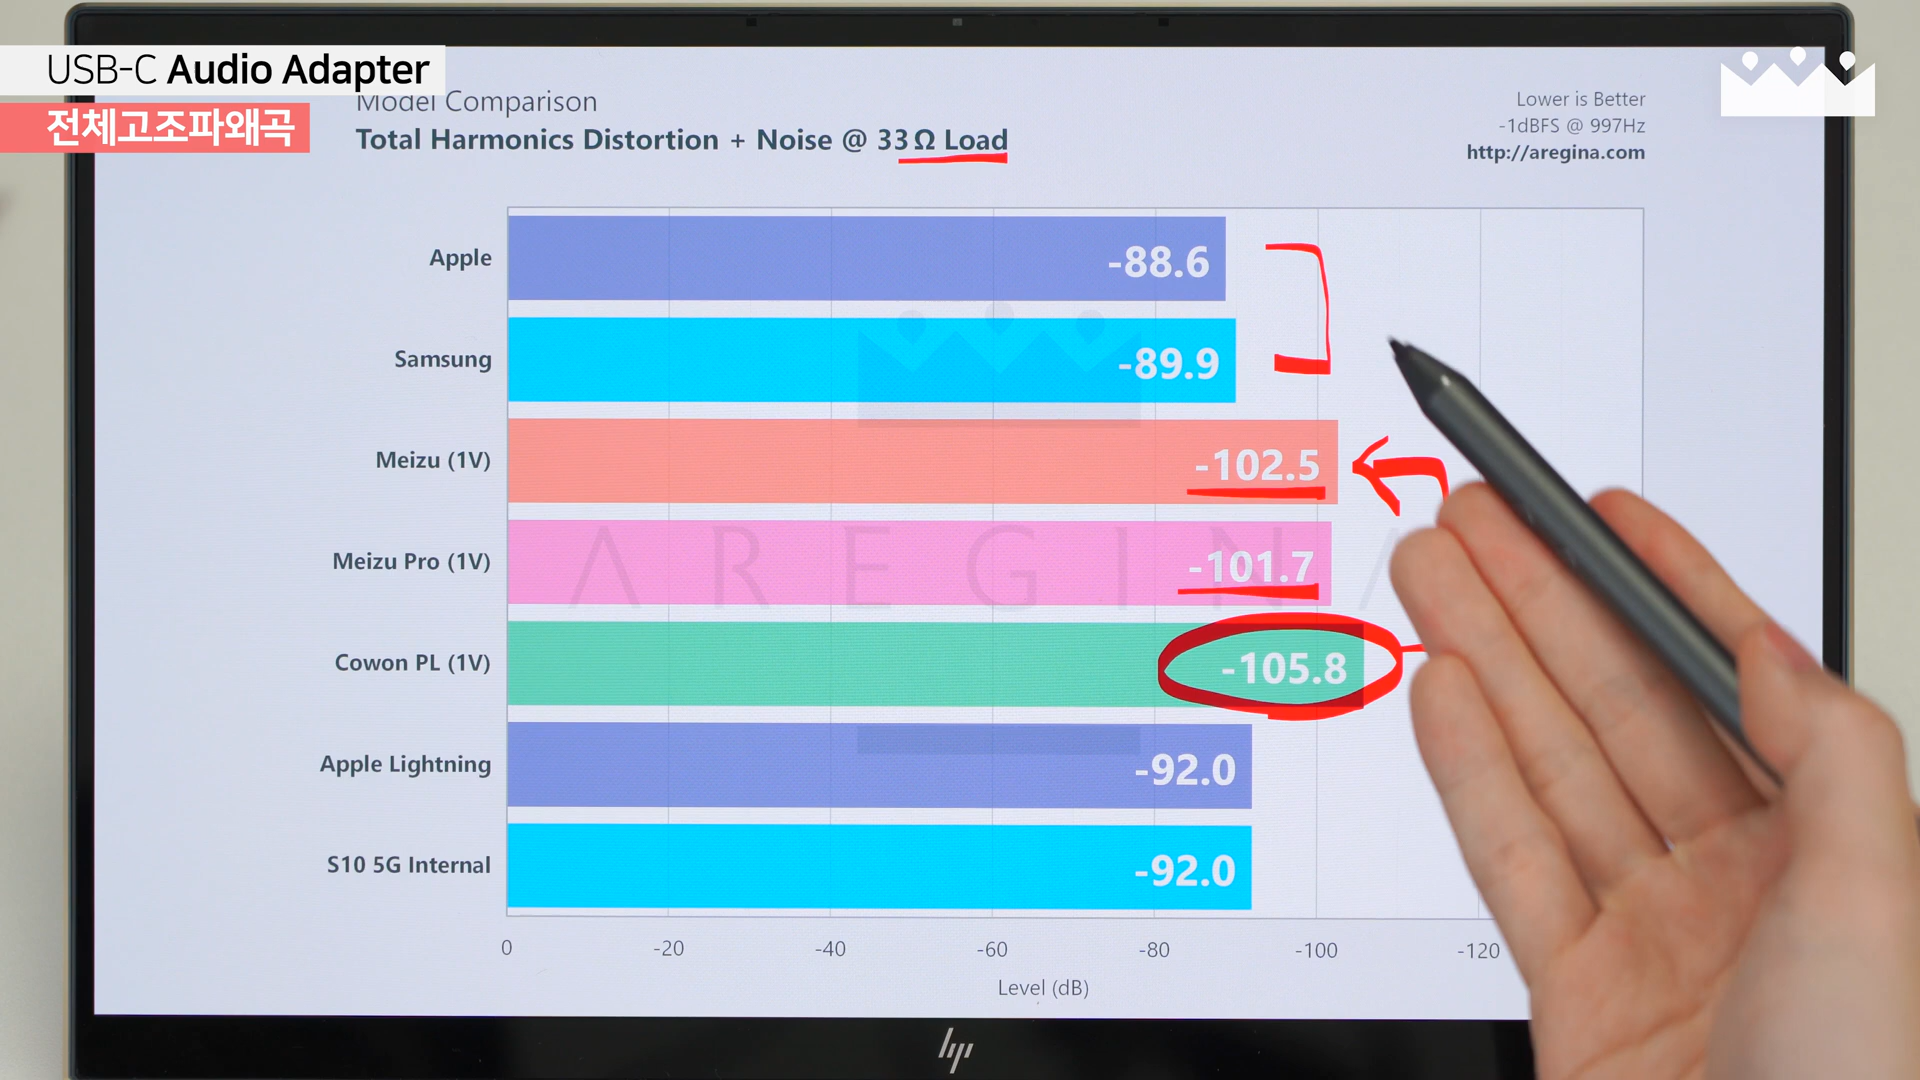 USB-C Audio Adapter
전체고조파왜곡
Model Comparison
Total Harmonics Distortion + Noise @ 33Ω Load
Lower is Better
-1dBFS @ 997Hz
http://aregina.com
Apple
-88.6
Samsung
-89.9
Meizu (1V)
-102.5
Meizu Pro (1V)
-101.7
AREGINA
Cowon PL (1V)
-105.8
Apple Lightning
-92.0
S10 5G Internal
-92.0
0 -20 -40 -60 -80 -100 -120
Level (dB)
hp